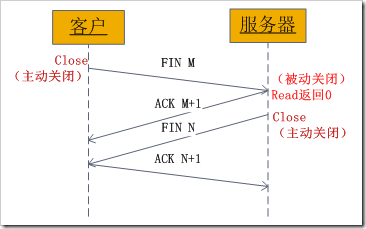 客户
服务器
Close
(主动关闭)
FIN M
(被动关闭)
Read返回0
ACK M+1
Close
(主动关闭)
FIN N
ACK N+1